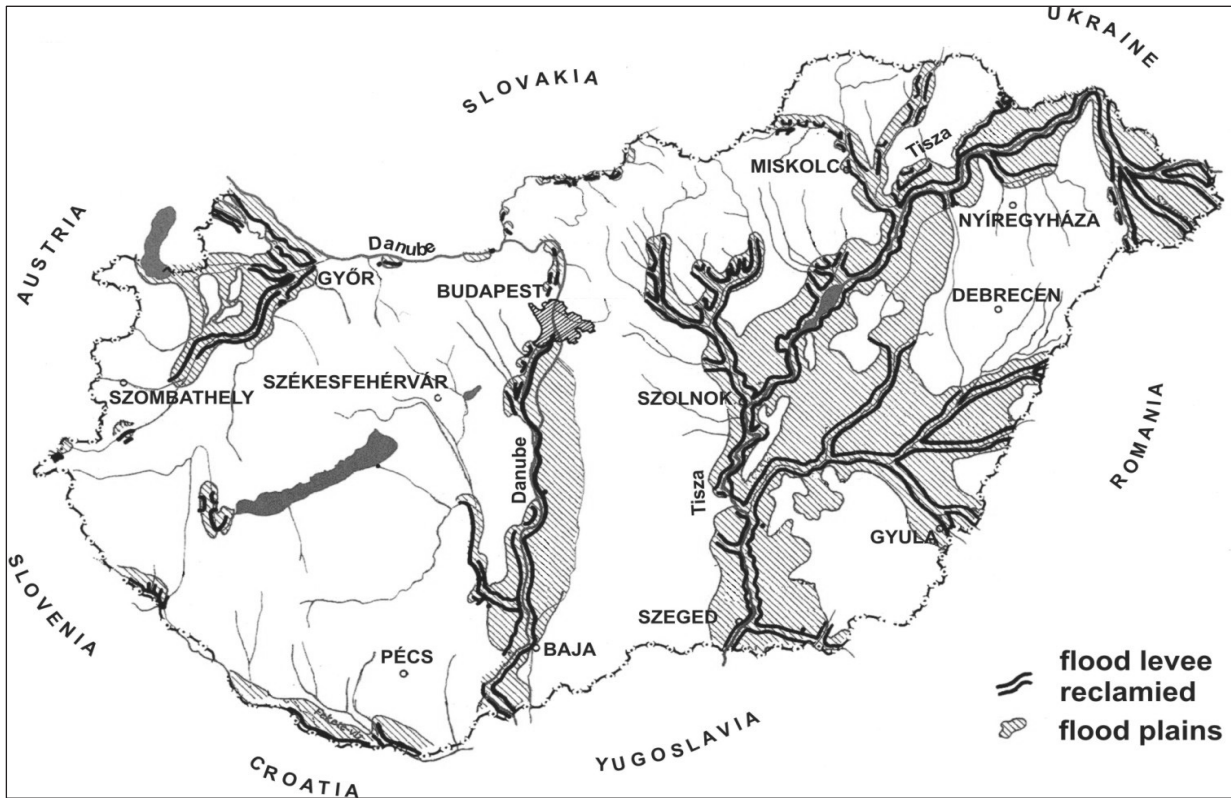 UKRAINE
SLOVAKIA
Tisza
MISKOLC
NYÍREGYHÁZA
AUSTRIA
Danube
GYŐR
BUDAPEST
DEBRECEN
SZÉKESFEHÉRVÁR
SZOMBATHELY
SZOLNOK
ROMANIA
Danube
Tisza
GYULA
SLOVENIA
SZEGED
PÉCS
BAJA
flood levee
reclamied
flood plains
YUGOSLAVIA
CROATIA